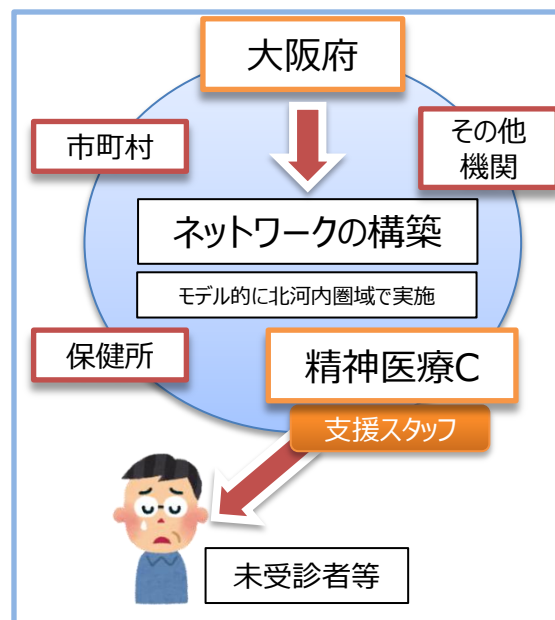 大阪府
市町村
その他
機関
ネットワークの構築
モデル的に北河内圏域で実施
保健所
精神医療C
支援スタッフ
未受診者等